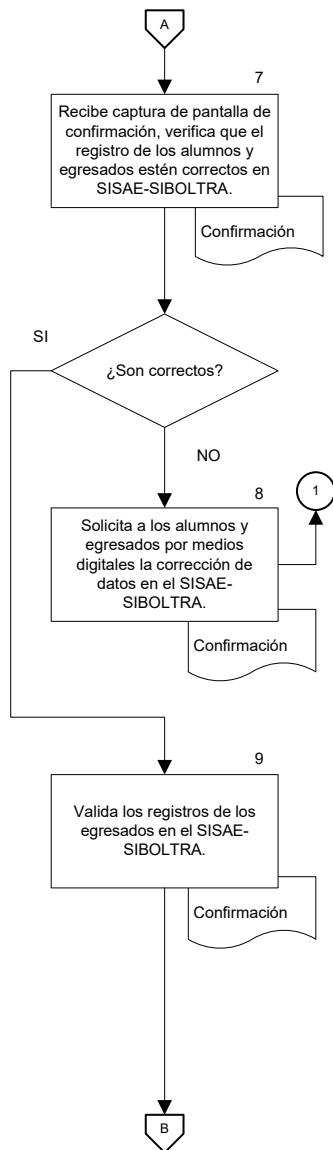 A
7
Recibe captura de pantalla de
confirmación, verifica que el
registro de los alumnos y
egresados estén correctos en
SISAE-SIBOLTRA.
Confirmación
SI
¿Son correctos?
NO
8
1
Solicita a los alumnos y
egresados por medios
digitales la corrección de
datos en el SISAE-
SIBOLTRA.
Confirmación
9
Valida los registros de los
egresados en el SISAE-
SIBOLTRA.
Confirmación
B